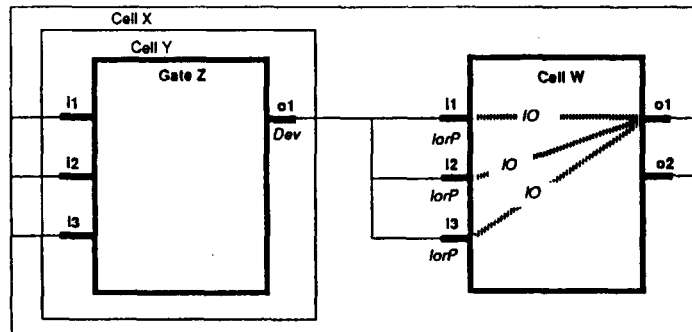 Cell X
Cell Y
Gate Z
Cell W
i1
o1
Dev
i2
i3
i1
IorP
IO
o1
i2
IorP
IO
o2
i3
IorP
IO